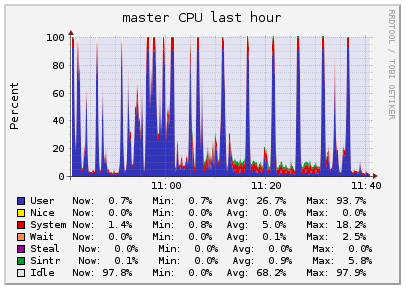 master CPU last hour
RRDTOOL / TOBI OETIKER
Percent
100
80
60
40
20
0
11:00 11:20 11:40
User Now: 0.7% Min: 0.7% Avg: 26.7% Max: 93.7%
Nice Now: 0.0% Min: 0.0% Avg: 0.0% Max: 0.0%
System Now: 1.4% Min: 0.8% Avg: 5.0% Max: 18.2%
Wait Now: 0.0% Min: 0.0% Avg: 0.1% Max: 2.5%
Steal Now: 0.0% Min: 0.0% Avg: 0.0% Max: 0.0%
Sintr Now: 0.1% Min: 0.0% Avg: 0.9% Max: 5.8%
Idle Now: 97.8% Min: 0.0% Avg: 68.2% Max: 97.9%